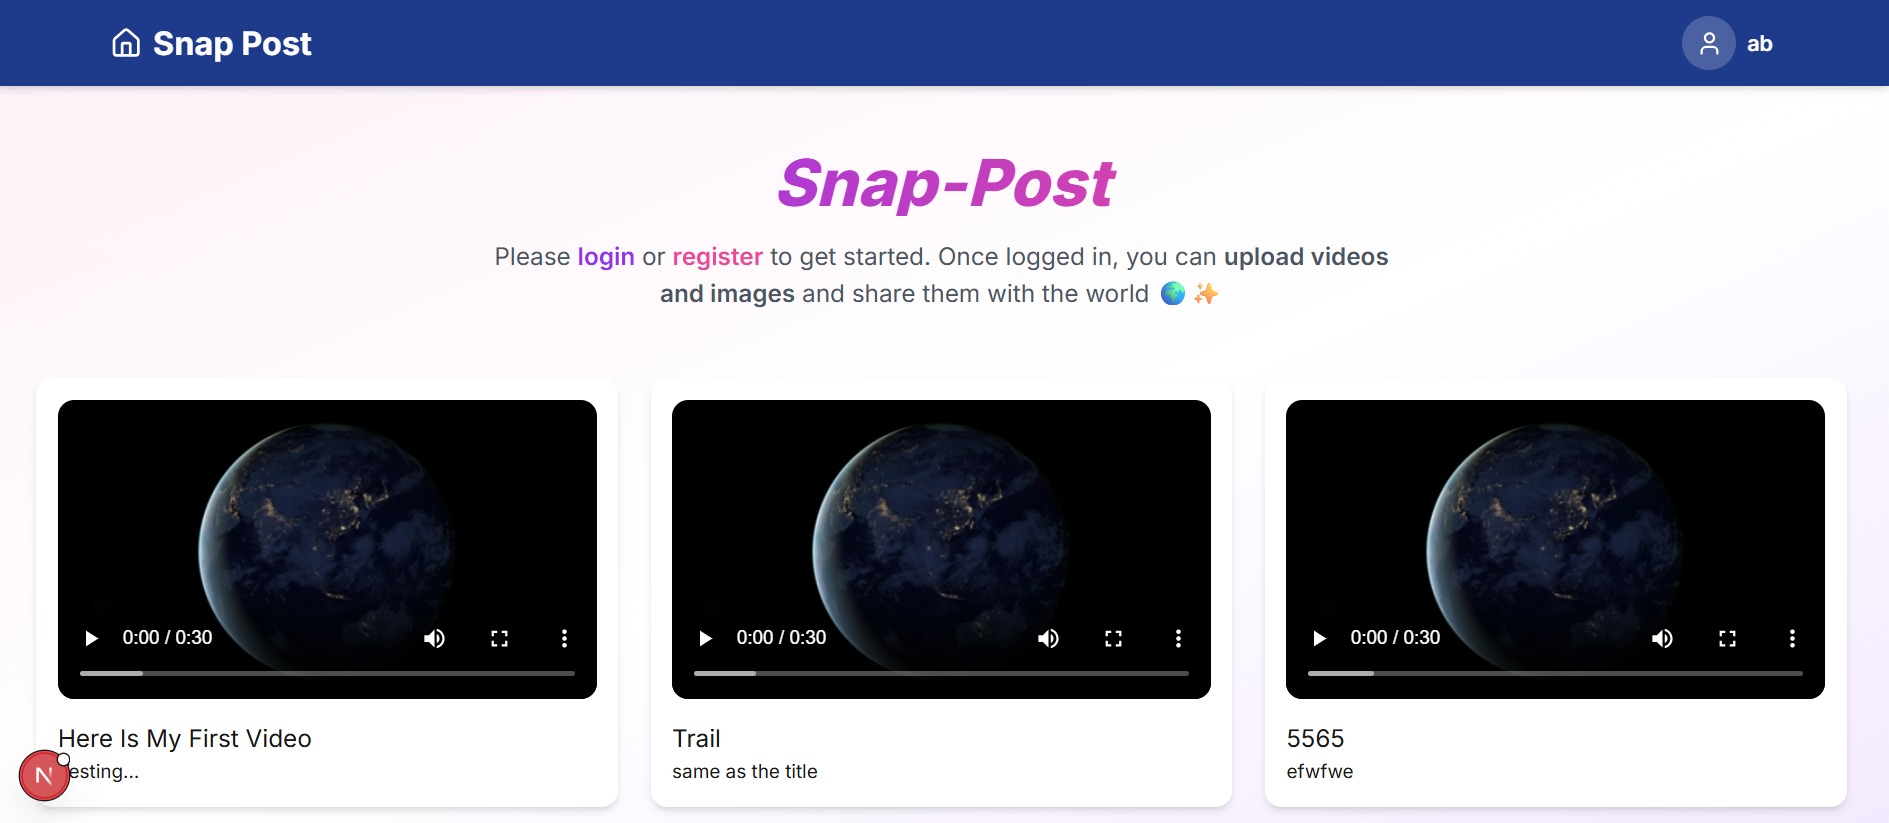 Snap Post
ab
Snap-Post
Please login or register to get started. Once logged in, you can upload videos
and images and share them with the world 🌍 ✨
0:00 / 0:30
0:00 / 0:30
0:00 / 0:30
Here Is My First Video
Trail
5565
esting...
same as the title
efwfwe
N